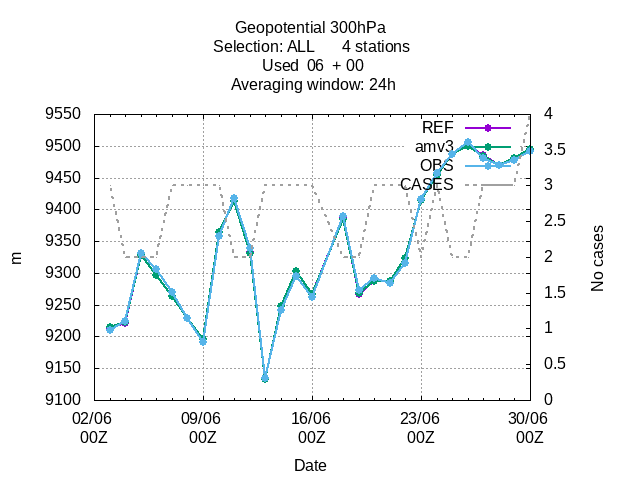 Geopotential 300hPa
Selection: ALL 4 stations
Used 06 + 00
Averaging window: 24h
9550
9500
9450
9400
9350
9300
9250
9200
9150
9100
m
4
3.5
3
2.5
2
1.5
1
0.5
0
No cases
REF
amv3
OBS
CASES
02/06 09/06 16/06 23/06 30/06
00Z 00Z 00Z 00Z 00Z
Date